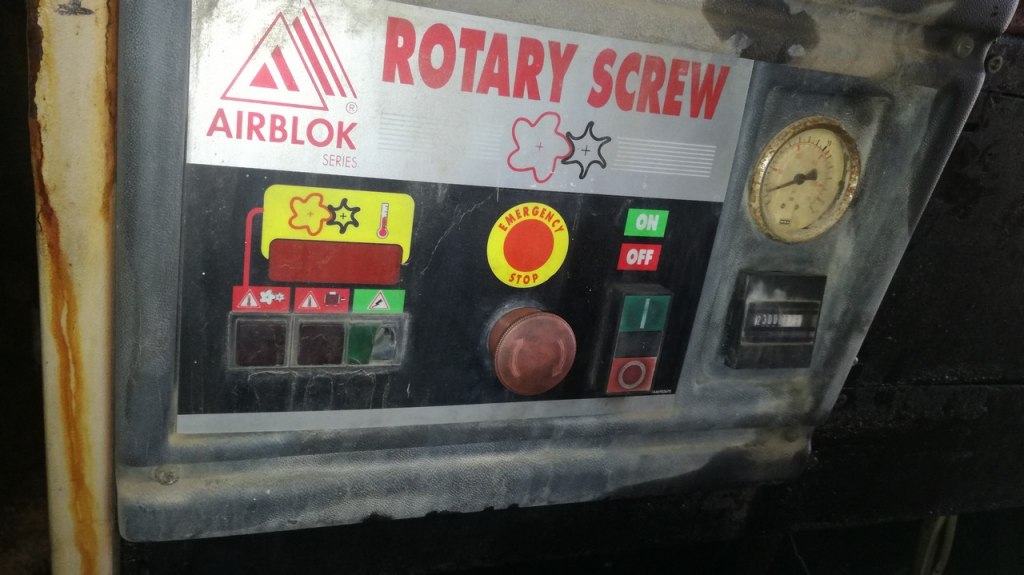 ROTARY SCREW
®
AIRBLOK
SERIES
EMERGENCY
STOP
ON
OFF